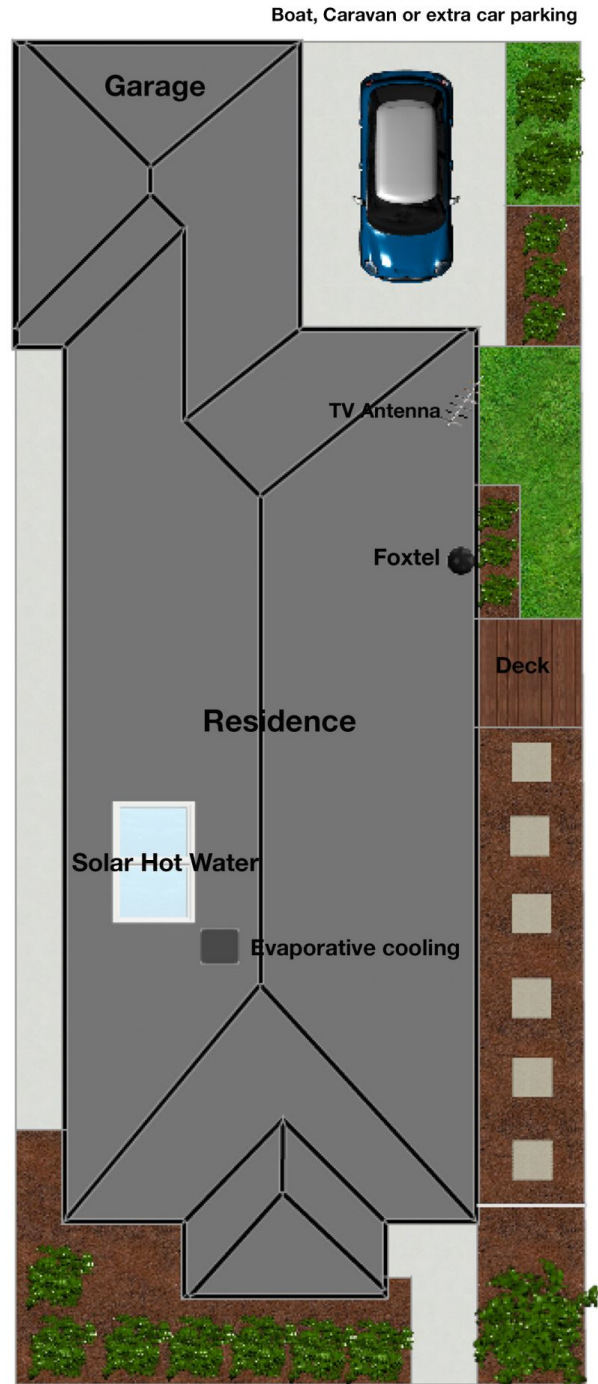 Boat, Caravan or extra car parking
Garage
TV Antenna
Foxtel
Deck
Residence
Solar Hot Water
Evaporative cooling